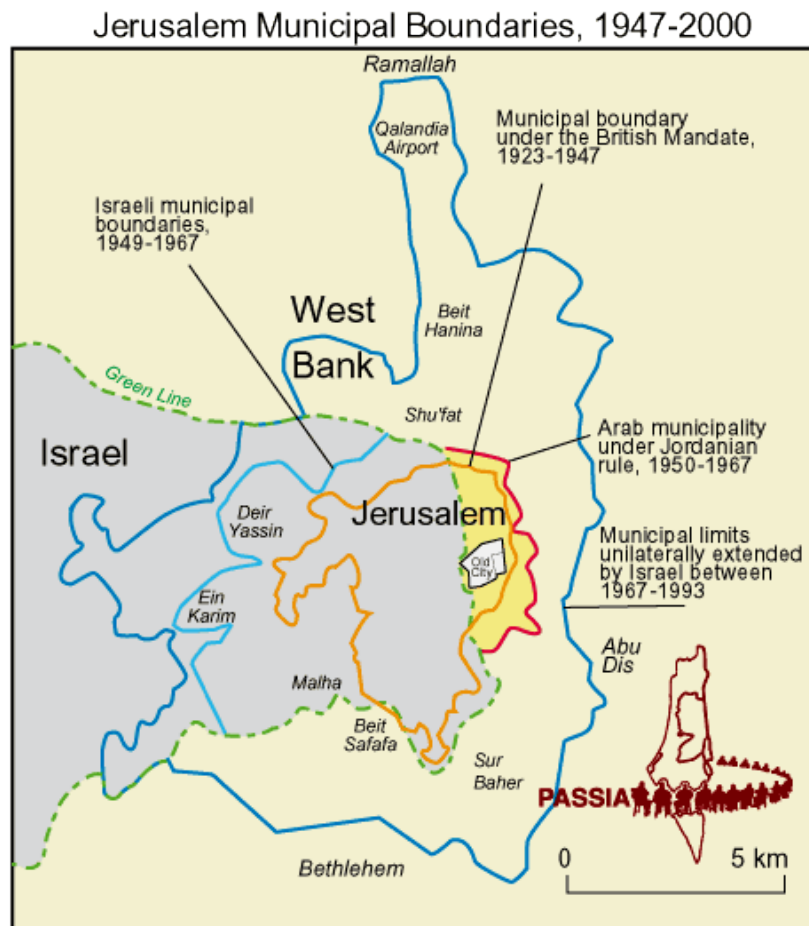 Jerusalem Municipal Boundaries, 1947-2000
Ramallah
Qalandia
Airport
Municipal boundary
under the British Mandate,
1923-1947
Israeli municipal
boundaries,
1949-1967
West
Bank
Beit
Hanina
Green Line
Shu'fat
Arab municipality
under Jordanian
rule, 1950-1967
Israel
Deir
Yassin
Jerusalem
Old
City
Municipal limits
unilaterally extended
by Israel between
1967-1993
Ein
Karim
Abu
Dis
Malha
Beit
Safafa
Sur
Baher
PASSIA
Bethlehem
0 5 km